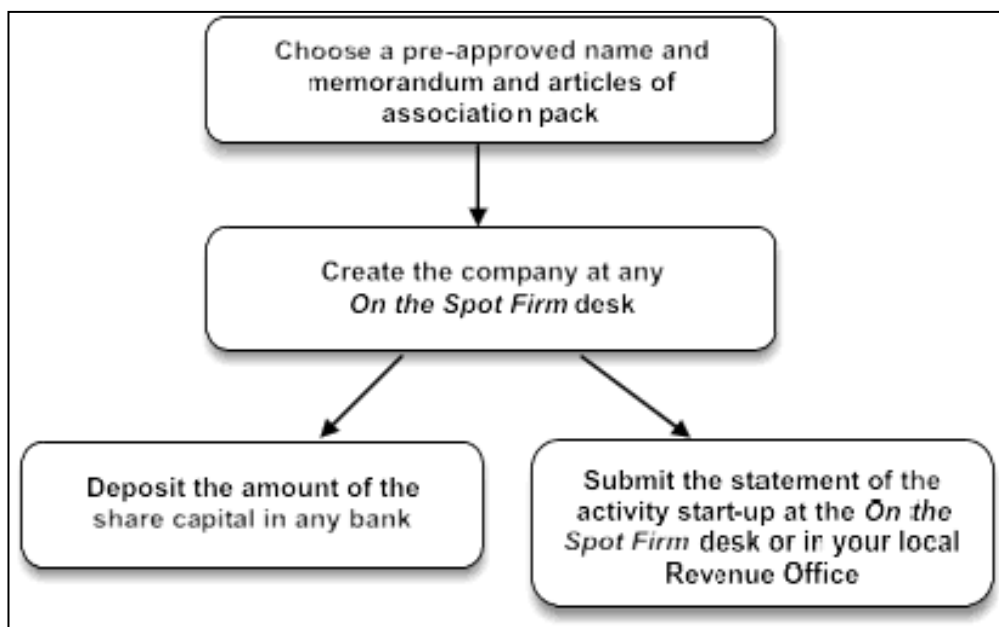 Choose a pre-approved name and
memorandum and articles of
association pack
Create the company at any
On the Spot Firm desk
Deposit the amount of the
share capital in any bank
Submit the statement of the
activity start-up at the On the
Spot Firm desk or in your local
Revenue Office